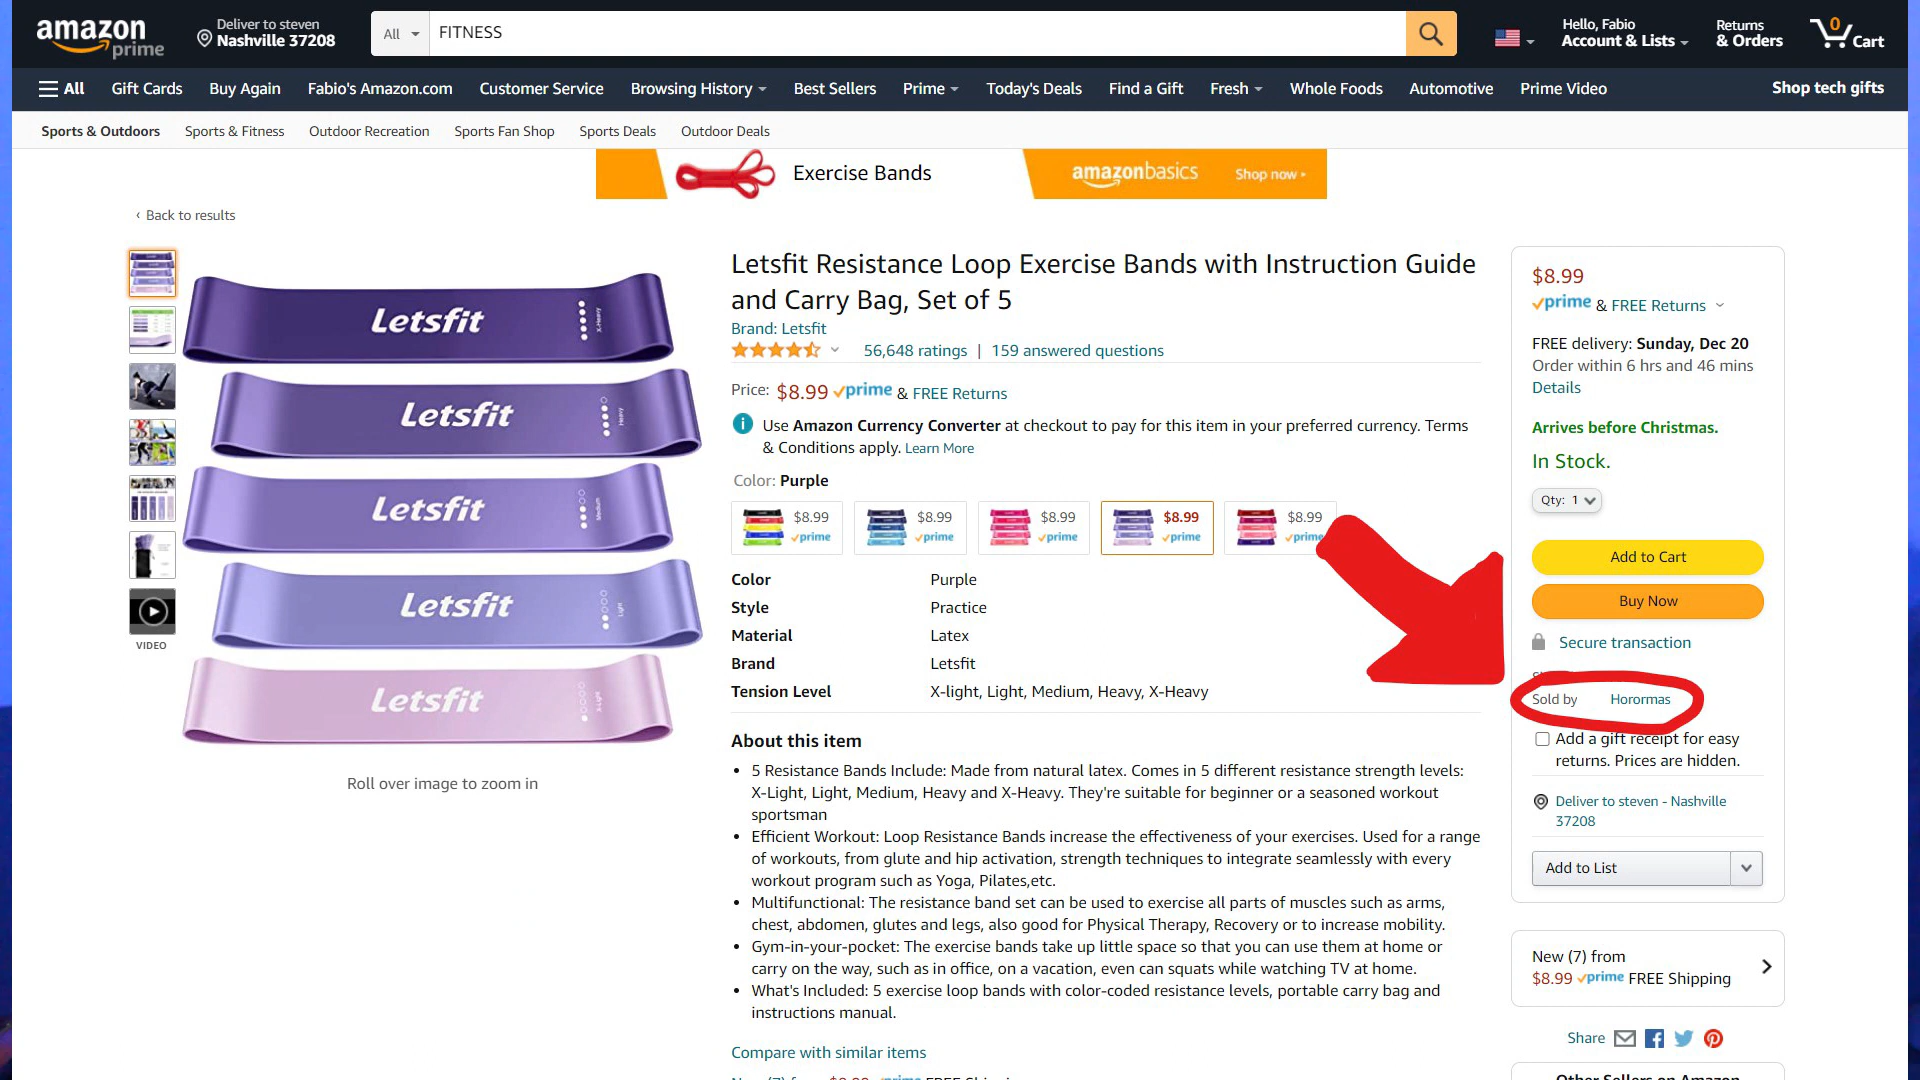 amazon prime
Deliver to steven
Nashville 37208
All
FITNESS
Hello, Fabio
Account & Lists
Returns
& Orders
0
Cart
All
Gift Cards
Buy Again
Fabio's Amazon.com
Customer Service
Browsing History
Best Sellers
Prime
Today's Deals
Find a Gift
Fresh
Whole Foods
Automotive
Prime Video
Shop tech gifts
Sports & Outdoors
Sports & Fitness
Outdoor Recreation
Sports Fan Shop
Sports Deals
Outdoor Deals
Exercise Bands
amazonbasics
Shop now ▸
‹ Back to results
VIDEO
Letsfit
X-Heavy
Letsfit
Heavy
Letsfit
Medium
Letsfit
Light
Letsfit
X-Light
Roll over image to zoom in
Letsfit Resistance Loop Exercise Bands with Instruction Guide
and Carry Bag, Set of 5
Brand: Letsfit
56,648 ratings | 159 answered questions
Price: $8.99 prime & FREE Returns
Use Amazon Currency Converter at checkout to pay for this item in your preferred currency. Terms
& Conditions apply. Learn More
Color: Purple
$8.99
prime
$8.99
prime
$8.99
prime
$8.99
prime
$8.99
prime
Color Purple
Style Practice
Material Latex
Brand Letsfit
Tension Level X-light, Light, Medium, Heavy, X-Heavy
About this item
• 5 Resistance Bands Include: Made from natural latex. Comes in 5 different resistance strength levels:
X-Light, Light, Medium, Heavy and X-Heavy. They're suitable for beginner or a seasoned workout
sportsman
• Efficient Workout: Loop Resistance Bands increase the effectiveness of your exercises. Used for a range
of workouts, from glute and hip activation, strength techniques to integrate seamlessly with every
workout program such as Yoga, Pilates,etc.
• Multifunctional: The resistance band set can be used to exercise all parts of muscles such as arms,
chest, abdomen, glutes and legs, also good for Physical Therapy, Recovery or to increase mobility.
• Gym-in-your-pocket: The exercise bands take up little space so that you can use them at home or
carry on the way, such as in office, on a vacation, even can squats while watching TV at home.
• What's Included: 5 exercise loop bands with color-coded resistance levels, portable carry bag and
instructions manual.
Compare with similar items
New (7) from $8.99 prime FREE Shipping
$8.99
prime & FREE Returns
FREE delivery: Sunday, Dec 20
Order within 6 hrs and 46 mins
Details
Arrives before Christmas.
In Stock.
Qty: 1
Add to Cart
Buy Now
Secure transaction
Sold by Horormas
Add a gift receipt for easy
returns. Prices are hidden.
Deliver to steven - Nashville
37208
Add to List
New (7) from
$8.99 prime FREE Shipping
Share
Other Sellers on Amazon